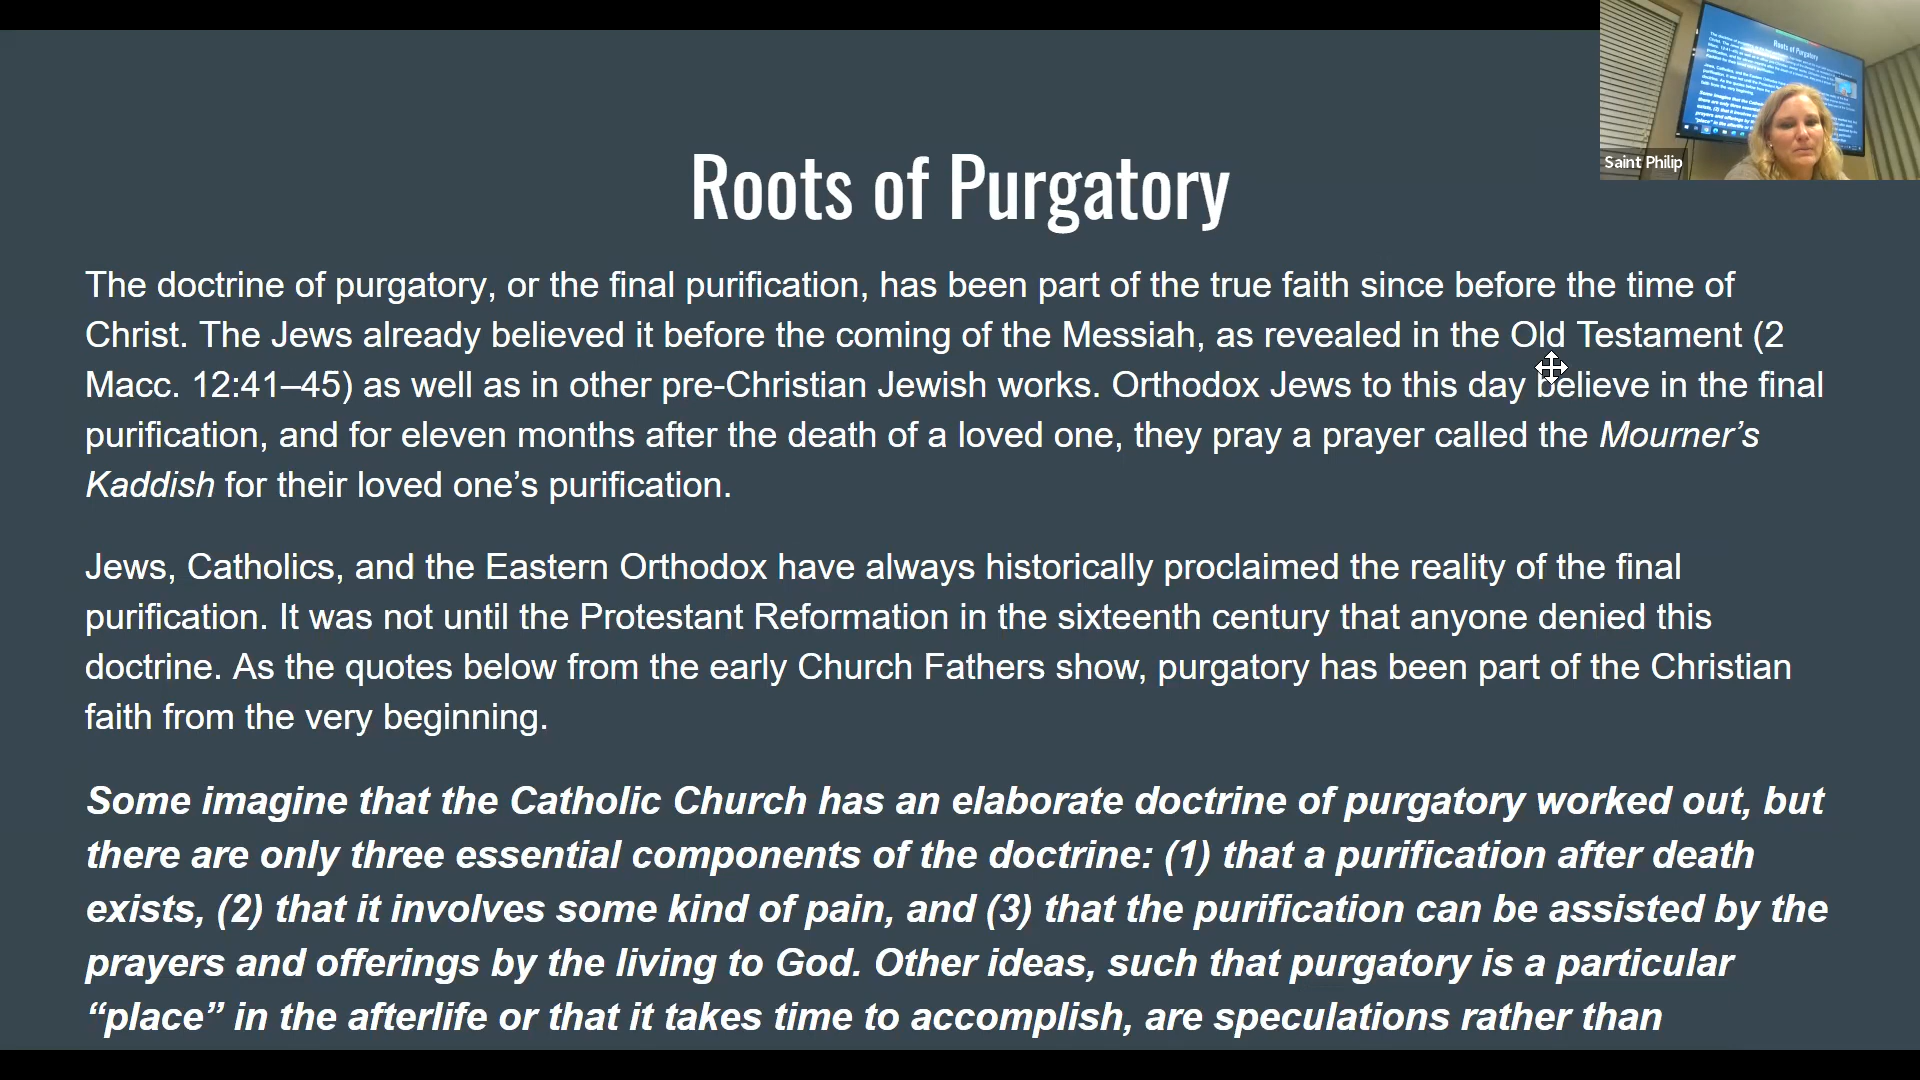 Roots of Purgatory
The doctrine of purgatory, or the final purification, has been part of the true faith since before the time of
Christ. The Jews already believed it before the coming of the Messiah, as revealed in the Old Testament (2
Macc. 12:41–45) as well as in other pre-Christian Jewish works. Orthodox Jews to this day believe in the final
purification, and for eleven months after the death of a loved one, they pray a prayer called the Mourner’s
Kaddish for their loved one’s purification.
Jews, Catholics, and the Eastern Orthodox have always historically proclaimed the reality of the final
purification. It was not until the Protestant Reformation in the sixteenth century that anyone denied this
doctrine. As the quotes below from the early Church Fathers show, purgatory has been part of the Christian
faith from the very beginning.
Some imagine that the Catholic Church has an elaborate doctrine of purgatory worked out, but
there are only three essential components of the doctrine: (1) that a purification after death
exists, (2) that it involves some kind of pain, and (3) that the purification can be assisted by the
prayers and offerings by the living to God. Other ideas, such that purgatory is a particular
“place” in the afterlife or that it takes time to accomplish, are speculations rather than
Saint Philip
Roots of Purgatory